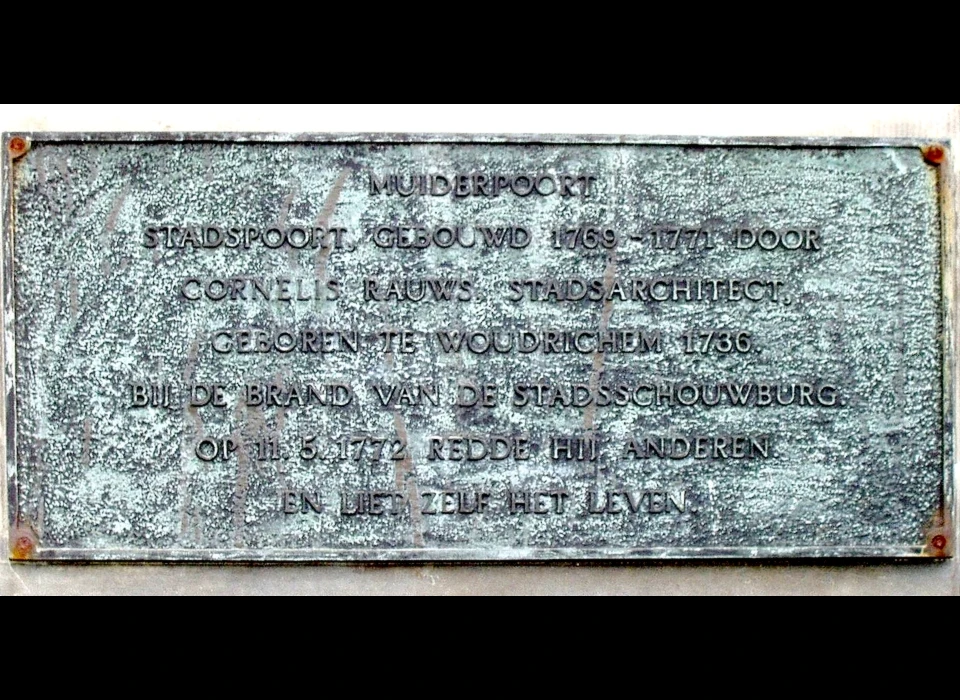 MUIDERPOORT
STADSPOORT, GEBOUWD 1769-1771 DOOR
CORNELIS RAUWS, STADSARCHITECT,
GEBOREN TE WOUDRICHEM 1736.
BIJ DE BRAND VAN DE STADSSCHOUWBURG.
OP 11.5.1772 REDDE HIJ ANDEREN.
EN LIET ZELF HET LEVEN.